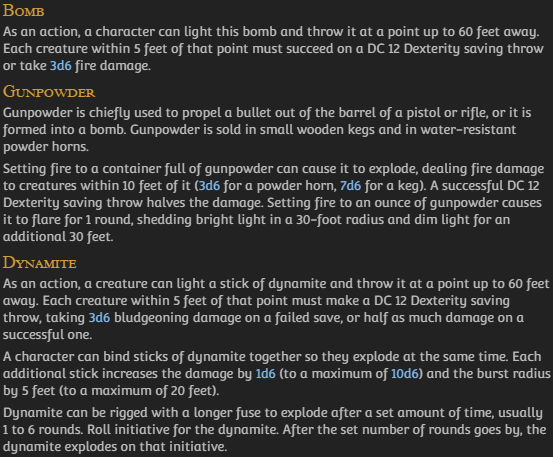 Bomb
As an action, a character can light this bomb and throw it at a point up to 60 feet away.
Each creature within 5 feet of that point must succeed on a DC 12 Dexterity saving throw
or take 3d6 fire damage.
Gunpowder
Gunpowder is chiefly used to propel a bullet out of the barrel of a pistol or rifle, or it is
formed into a bomb. Gunpowder is sold in small wooden kegs and in water-resistant
powder horns.
Setting fire to a container full of gunpowder can cause it to explode, dealing fire damage
to creatures within 10 feet of it (3d6 for a powder horn, 7d6 for a keg). A successful DC 12
Dexterity saving throw halves the damage. Setting fire to an ounce of gunpowder causes
it to flare for 1 round, shedding bright light in a 30-foot radius and dim light for an
additional 30 feet.
Dynamite
As an action, a creature can light a stick of dynamite and throw it at a point up to 60 feet
away. Each creature within 5 feet of that point must make a DC 12 Dexterity saving
throw, taking 3d6 bludgeoning damage on a failed save, or half as much damage on a
successful one.
A character can bind sticks of dynamite together so they explode at the same time. Each
additional stick increases the damage by 1d6 (to a maximum of 10d6) and the burst radius
by 5 feet (to a maximum of 20 feet).
Dynamite can be rigged with a longer fuse to explode after a set amount of time, usually
1 to 6 rounds. Roll initiative for the dynamite. After the set number of rounds goes by, the
dynamite explodes on that initiative.